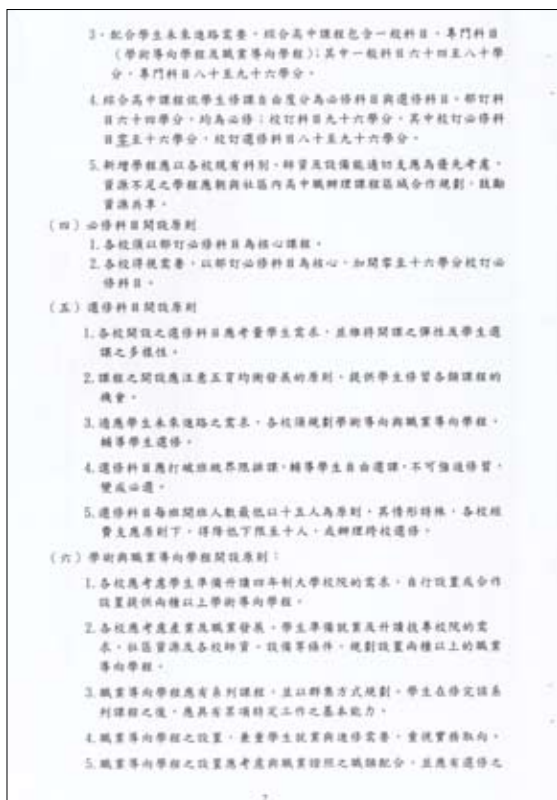 3. 配合學生未來進路需要，綜合高中課程包含一般科目、專門科目
（學術導向學程及職業導向學程）；其中一般科目六十四至八十學
分，專門科目八十至九十六學分。
4. 綜合高中課程依學生修課自由度分為必修科目與選修科目。部訂科
目六十四學分，均為必修；校訂科目九十六學分，其中校訂必修科
目零至十六學分，校訂選修科目八十至九十六學分。
5. 新增學程應以各校現有科別、師資及設備能適切支應為優先考慮，
資源不足之學程應朝與社區內高中職辦理課程區域合作規劃，鼓勵
資源共享。
（四）必修科目開設原則
1. 各校須以部訂必修科目為核心課程。
2. 各校得視需要，以部訂必修科目為核心，加開零至十六學分校訂必
修科目。
（五）選修科目開設原則
1. 各校開設之選修科目應考量學生需求，並維持開課之彈性及學生選
課之多樣性。
2. 課程之開設應注意五育均衡發展的原則，提供學生修習各類課程的
機會。
3. 適應學生未來進路之需求，各校須規劃學術導向與職業導向學程，
輔導學生選修。
4. 選修科目應打破班級界限排課，輔導學生自由選課，不可強迫修習，
變成必選。
5. 選修科目每班開班人數最低以十五人為原則，其情形特殊，各校經
費支應原則下，得降低下限至十人，或辦理跨校選修。
（六）學術與職業導向學程開設原則：
1. 各校應考慮學生準備升讀四年制大學校院的需求，自行設置或合作
設置提供兩種以上學術導向學程。
2. 各校應考慮產業及職業發展、學生準備就業及升讀技專校院的需
求、社區資源及各校師資、設備等條件，規劃設置兩種以上的職業
導向學程。
3. 職業導向學程應有系列課程，並以群集方式規劃。學生在修完該系
列課程之後，應具有某項特定工作之基本能力。
4. 職業導向學程之設置，兼重學生就業與進修需要，重視實務取向。
5. 職業導向學程之設置應考慮與職業證照之職類配分，並應有選修之
7